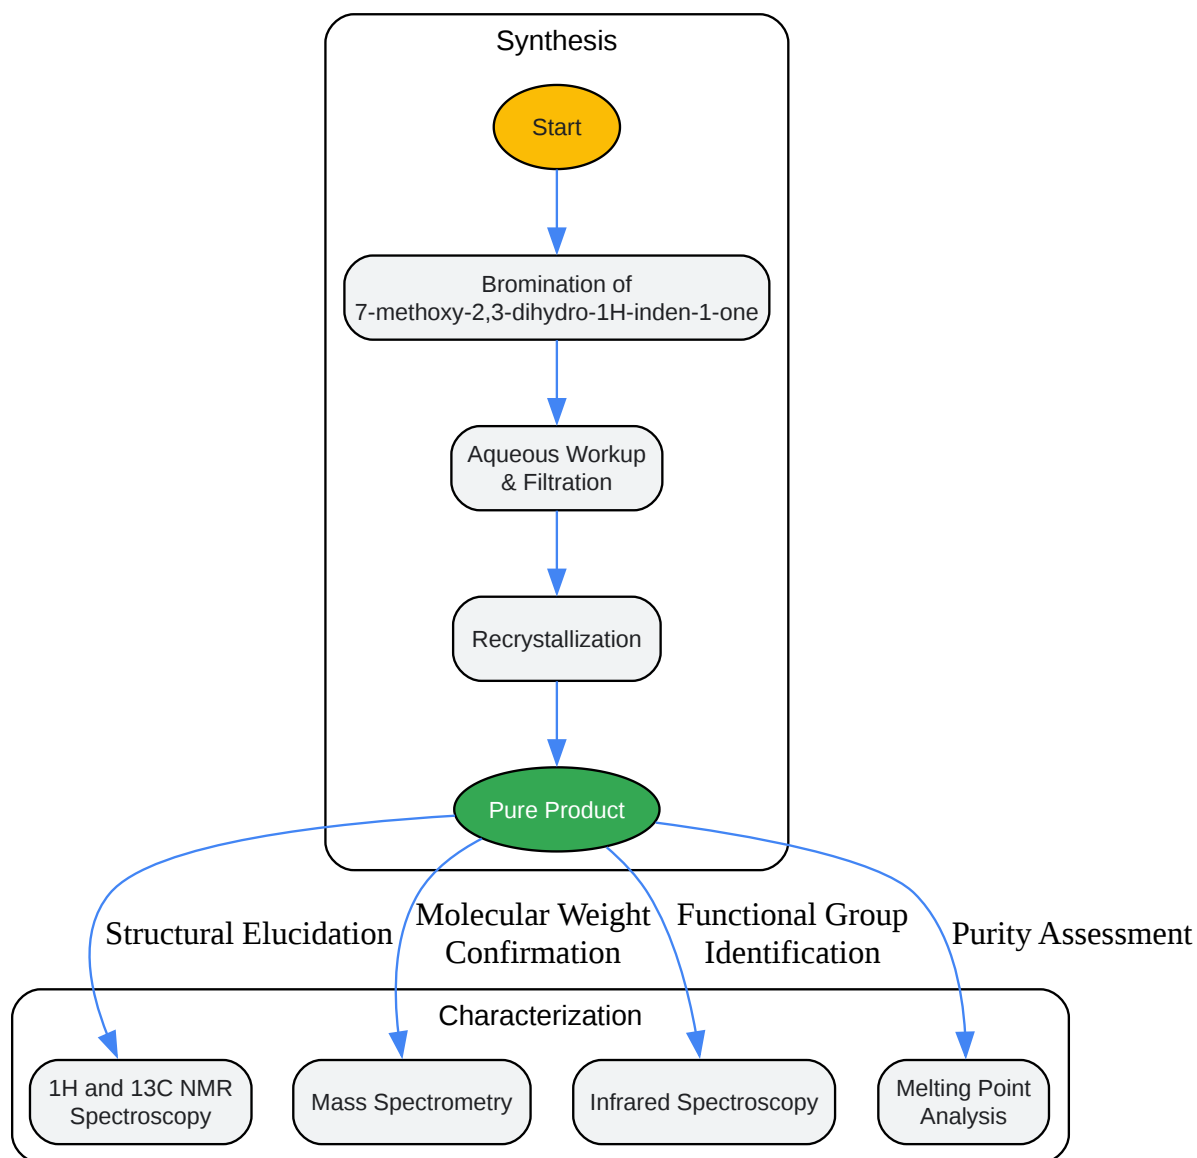 Synthesis
Start
Bromination of
7-methoxy-2,3-dihydro-1H-inden-1-one
Aqueous Workup
& Filtration
Recrystallization
Pure Product
Structural Elucidation
Molecular Weight
Confirmation
Functional Group
Identification
Purity Assessment
Characterization
1H and 13C NMR
Spectroscopy
Mass Spectrometry
Infrared Spectroscopy
Melting Point
Analysis